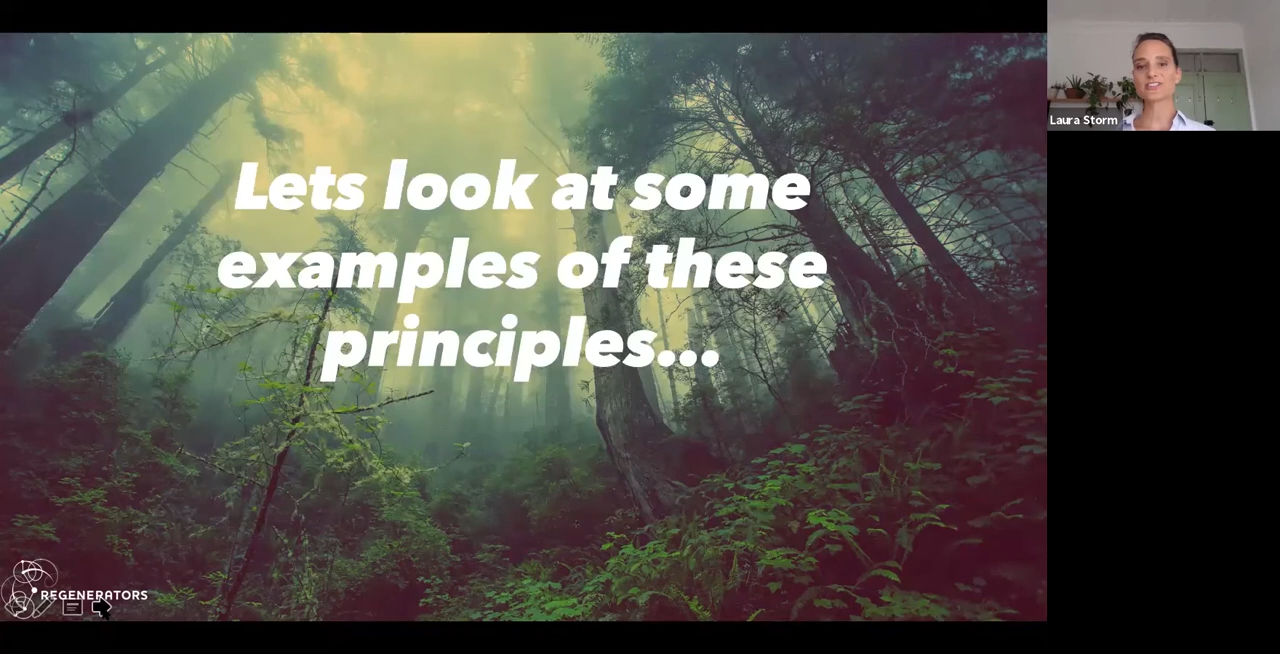 Lets look at some
examples of these
principles...
Laura Storm
REGENERATORS